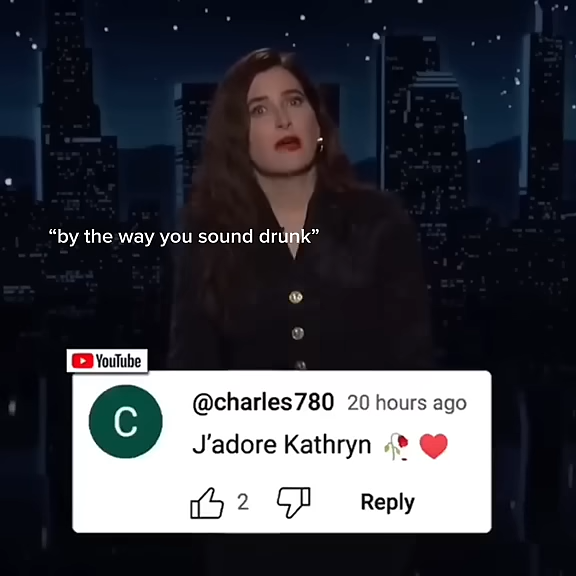 “by the way you sound drunk”
YouTube
C
@charles780 20 hours ago
J’adore Kathryn 🥀 ♥️
2 Reply